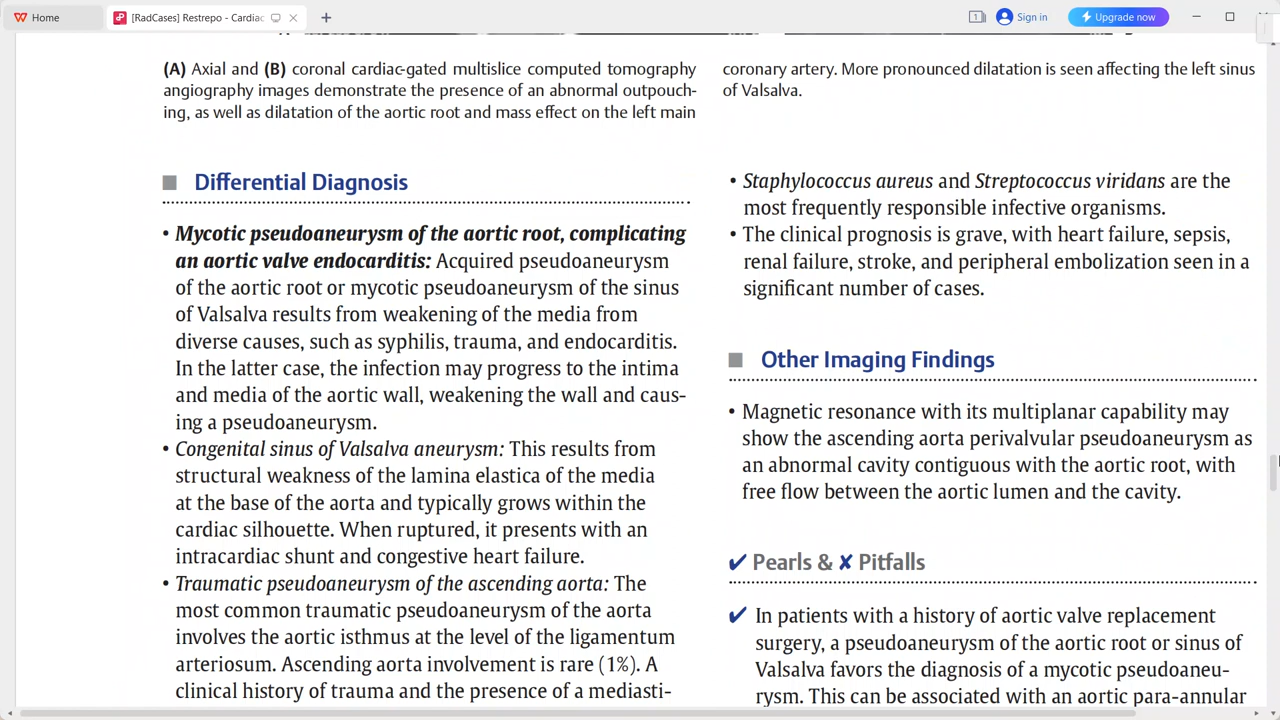 Home
[RadCases] Restrepo - Cardiac
Sign in
Upgrade now
(A) Axial and (B) coronal cardiac-gated multislice computed tomography
angiography images demonstrate the presence of an abnormal outpouch-
ing, as well as dilatation of the aortic root and mass effect on the left main
coronary artery. More pronounced dilatation is seen affecting the left sinus
of Valsalva.
Differential Diagnosis
• Mycotic pseudoaneurysm of the aortic root, complicating
an aortic valve endocarditis: Acquired pseudoaneurysm
of the aortic root or mycotic pseudoaneurysm of the sinus
of Valsalva results from weakening of the media from
diverse causes, such as syphilis, trauma, and endocarditis.
In the latter case, the infection may progress to the intima
and media of the aortic wall, weakening the wall and caus-
ing a pseudoaneurysm.
• Congenital sinus of Valsalva aneurysm: This results from
structural weakness of the lamina elastica of the media
at the base of the aorta and typically grows within the
cardiac silhouette. When ruptured, it presents with an
intracardiac shunt and congestive heart failure.
• Traumatic pseudoaneurysm of the ascending aorta: The
most common traumatic pseudoaneurysm of the aorta
involves the aortic isthmus at the level of the ligamentum
arteriosum. Ascending aorta involvement is rare (1%). A
clinical history of trauma and the presence of a mediasti-
• Staphylococcus aureus and Streptococcus viridans are the
most frequently responsible infective organisms.
• The clinical prognosis is grave, with heart failure, sepsis,
renal failure, stroke, and peripheral embolization seen in a
significant number of cases.
Other Imaging Findings
• Magnetic resonance with its multiplanar capability may
show the ascending aorta perivalvular pseudoaneurysm as
an abnormal cavity contiguous with the aortic root, with
free flow between the aortic lumen and the cavity.
✔ Pearls & ✘ Pitfalls
✔ In patients with a history of aortic valve replacement
surgery, a pseudoaneurysm of the aortic root or sinus of
Valsalva favors the diagnosis of a mycotic pseudoaneu-
rysm. This can be associated with an aortic para-annular